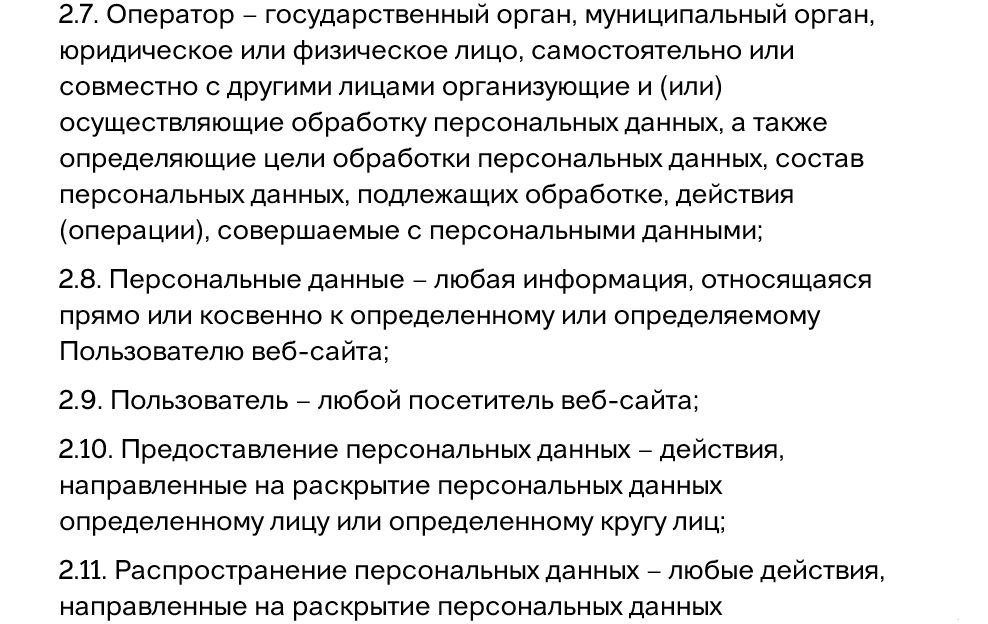 2.7. Оператор – государственный орган, муниципальный орган,
юридическое или физическое лицо, самостоятельно или
совместно с другими лицами организующие и (или)
осуществляющие обработку персональных данных, а также
определяющие цели обработки персональных данных, состав
персональных данных, подлежащих обработке, действия
(операции), совершаемые с персональными данными;
2.8. Персональные данные – любая информация, относящаяся
прямо или косвенно к определенному или определяемому
Пользователю веб-сайта;
2.9. Пользователь – любой посетитель веб-сайта;
2.10. Предоставление персональных данных – действия,
направленные на раскрытие персональных данных
определенному лицу или определенному кругу лиц;
2.11. Распространение персональных данных – любые действия,
направленные на раскрытие персональных данных